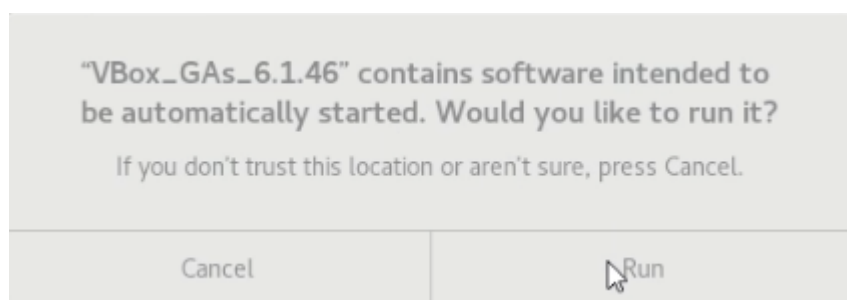 “VBox_GAs_6.1.46” contains software intended to
be automatically started. Would you like to run it?
If you don’t trust this location or aren’t sure, press Cancel.
Cancel
Run